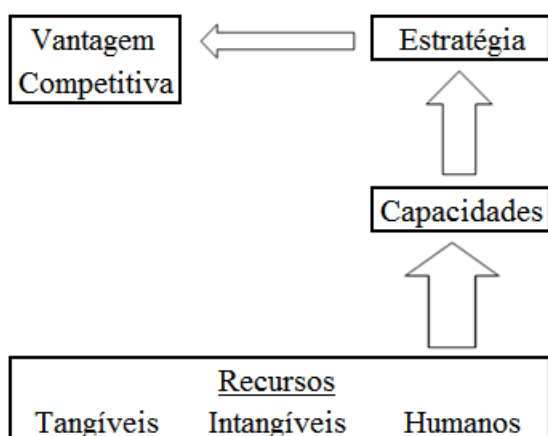 Vantagem
Competitiva
Estratégia
Capacidades
Recursos
Tangíveis Intangíveis Humanos